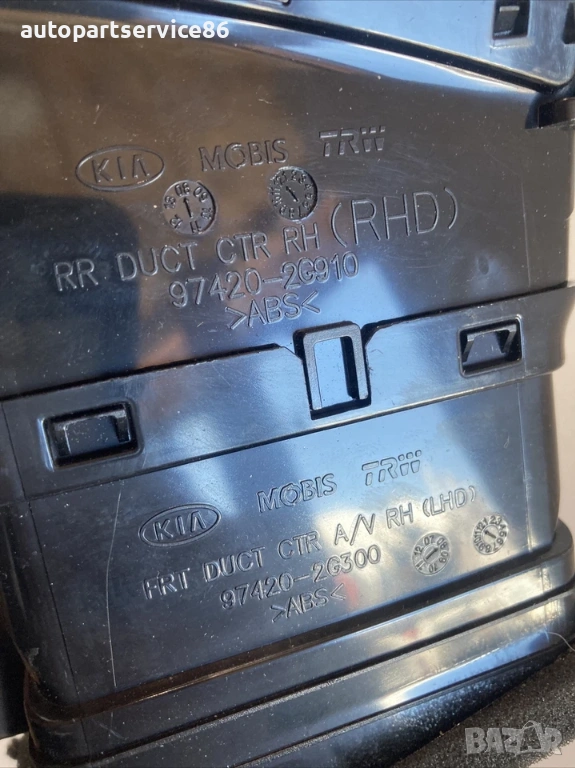 autopartservice86
KIA MOBIS TRW
RR DUCT CTR RH (RHD)
97420-2G910
>ABS<
KIA MOBIS TRW
FRT DUCT CTR A/V RH (LHD)
97420-2G300
>ABS<
BAZAR